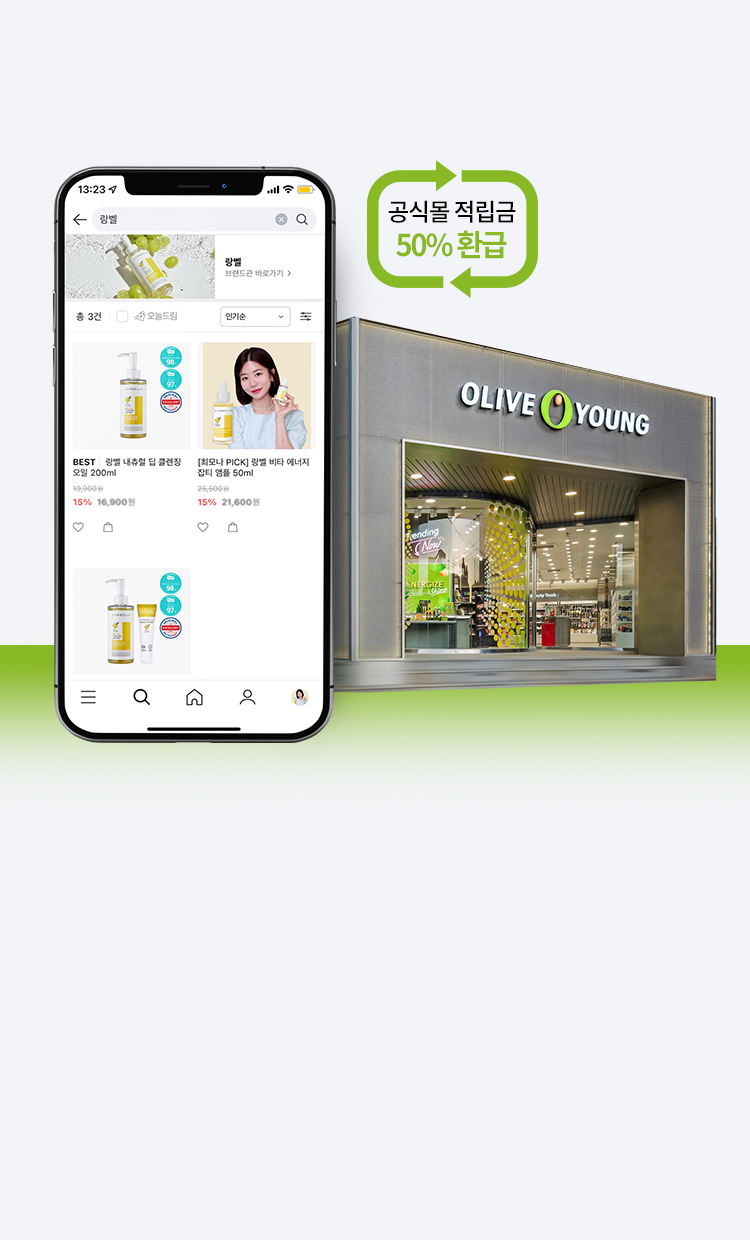 공식몰 적립금
50% 환급
13:23
랑벨
랑벨
브랜드관 바로가기 >
총 3건
오늘드림
인기순
98.
97.
BEST | 랑벨 내츄럴 딥 클렌징
오일 200ml
19,900원
15% 16,900원
[최모나 PICK] 랑벨 비타 에너지
잡티 앰플 50ml
25,500원
15% 21,600원
98.
97.
OLIVE YOUNG
Trending
Now
ENERGIZE
Beauty Tools